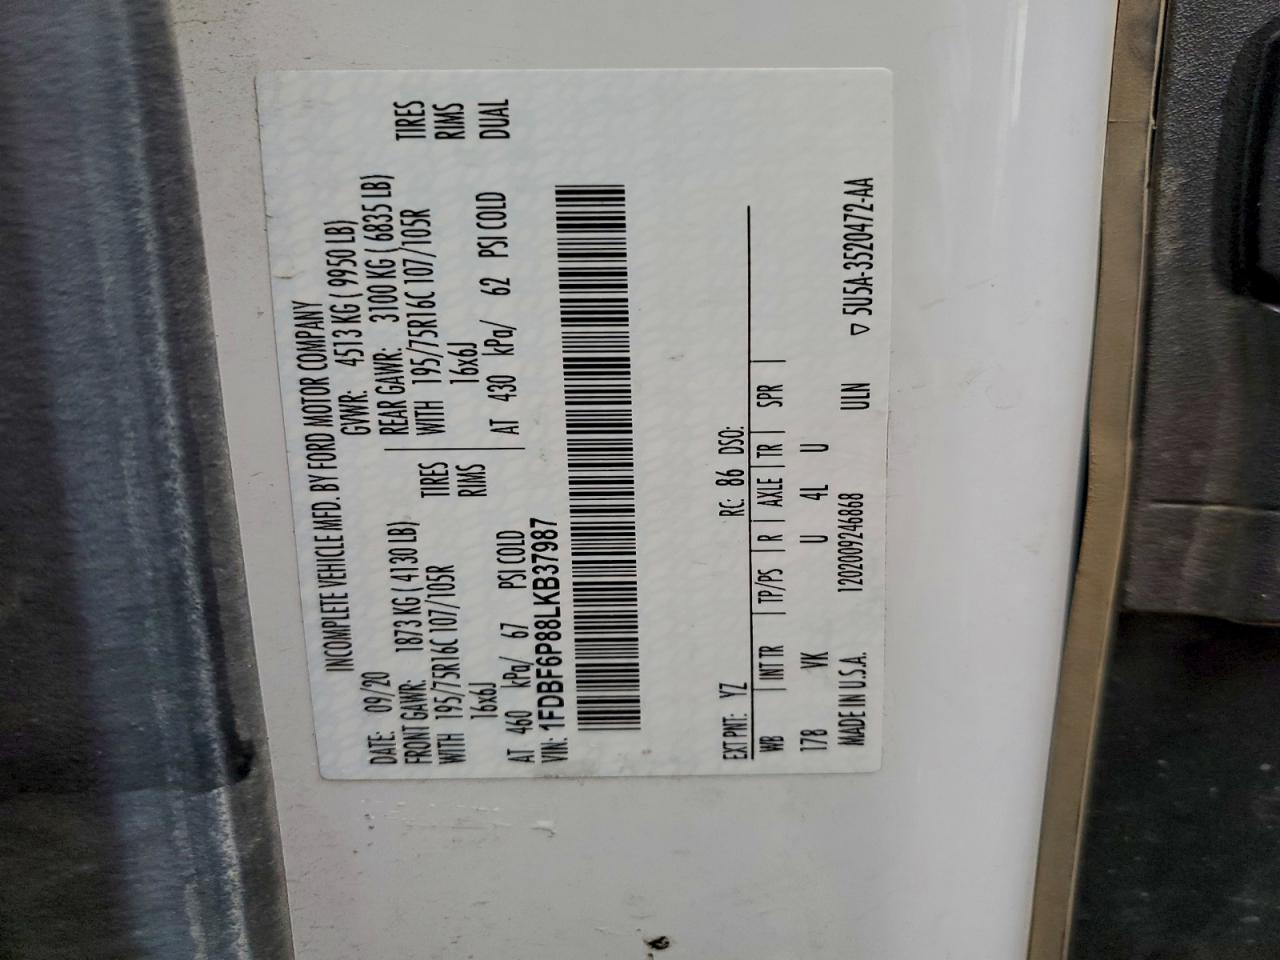 INCOMPLETE VEHICLE MFD. BY FORD MOTOR COMPANY
DATE: 09/20 GVWR: 4513 KG ( 9950 LB)
FRONT GAWR: 1873 KG ( 4130 LB) REAR GAWR: 3100 KG ( 6835 LB)
WITH 195/75R16C 107/105R TIRES WITH 195/75R16C 107/105R TIRES
16x6J RIMS 16x6J RIMS
AT 460 kPa/ 67 PSI COLD AT 430 kPa/ 62 PSI COLD DUAL
VIN: 1FDBF6P88LKB37987
EXT PNT: YZ RC: 86 DSO:
WB INT TR TP/PS R AXLE TR SPR
178 VK U 4L U
MADE IN U.S.A. 1202009246868 ULN ▽ 5U5A-3520472-AA